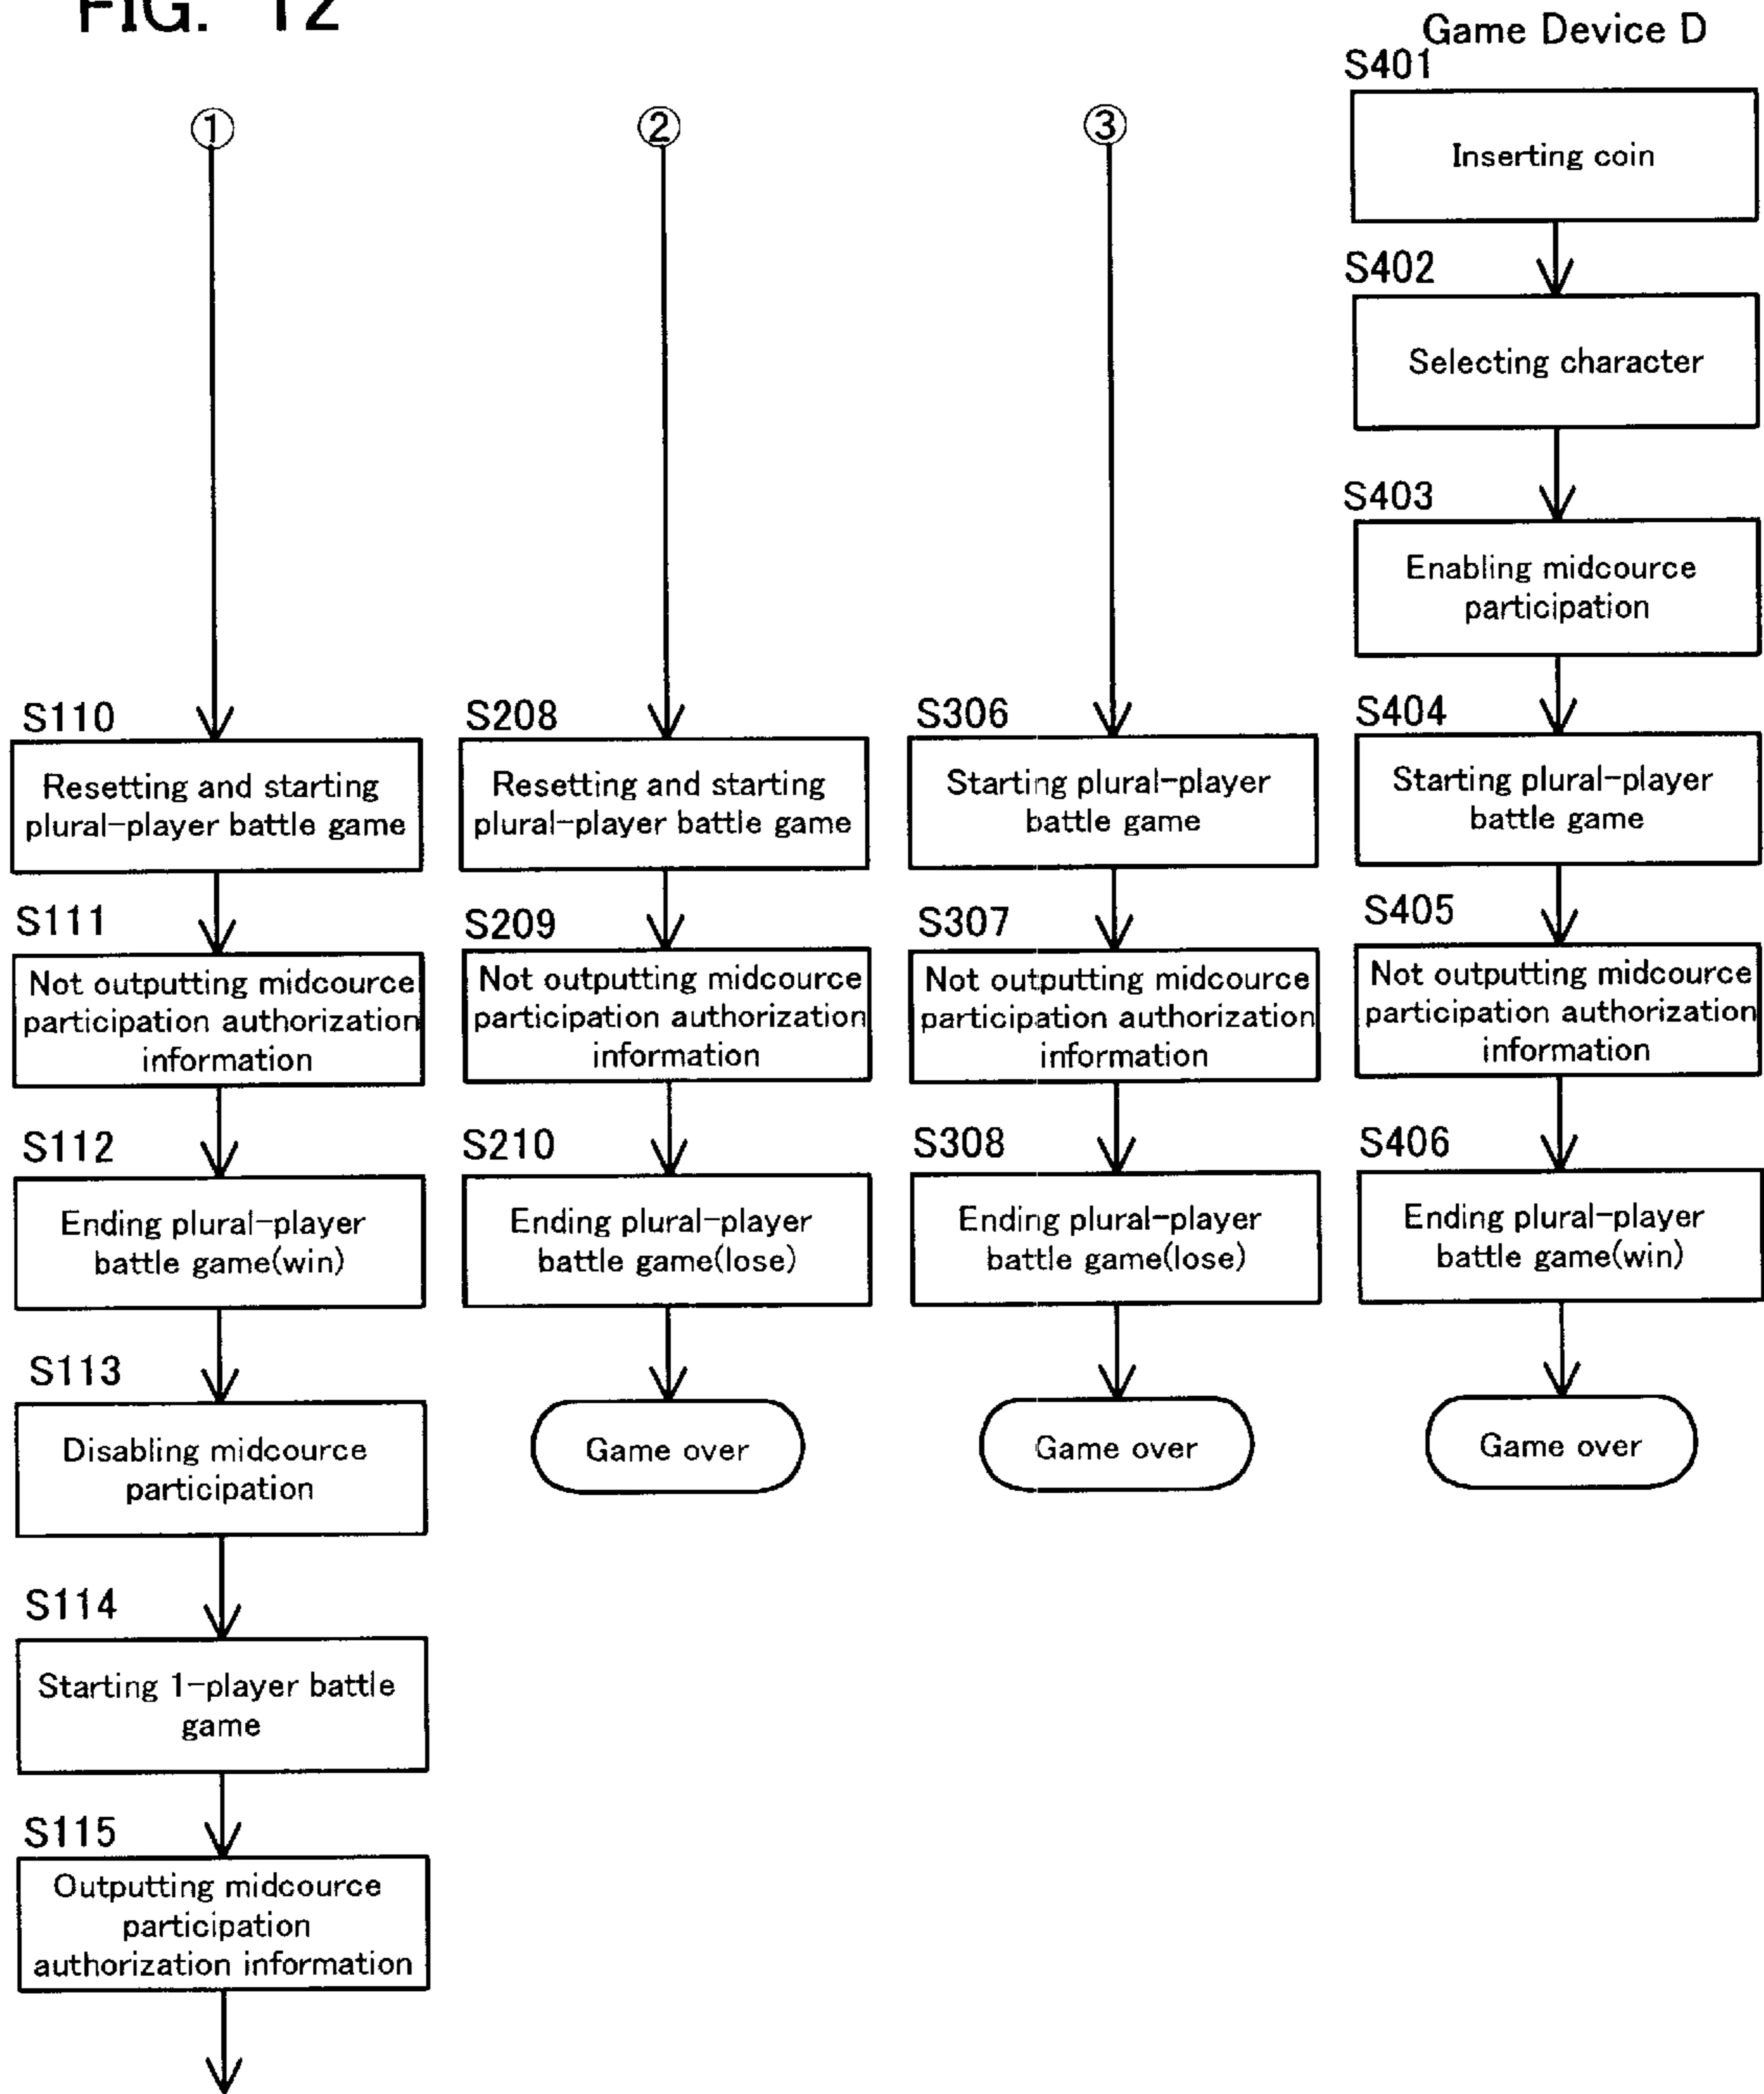 FIG. 12
Game Device D
①
②
③
S401
Inserting coin
S402
Selecting character
S403
Enabling midcource
participation
S110
Resetting and starting
plural-player battle game
S111
Not outputting midcource
participation authorization
information
S112
Ending plural-player
battle game(win)
S113
Disabling midcource
participation
S114
Starting 1-player battle
game
S115
Outputting midcource
participation
authorization information
S208
Resetting and starting
plural-player battle game
S209
Not outputting midcource
participation authorization
information
S210
Ending plural-player
battle game(lose)
Game over
S306
Starting plural-player
battle game
S307
Not outputting midcource
participation authorization
information
S308
Ending plural-player
battle game(lose)
Game over
S404
Starting plural-player
battle game
S405
Not outputting midcource
participation authorization
information
S406
Ending plural-player
battle game(win)
Game over